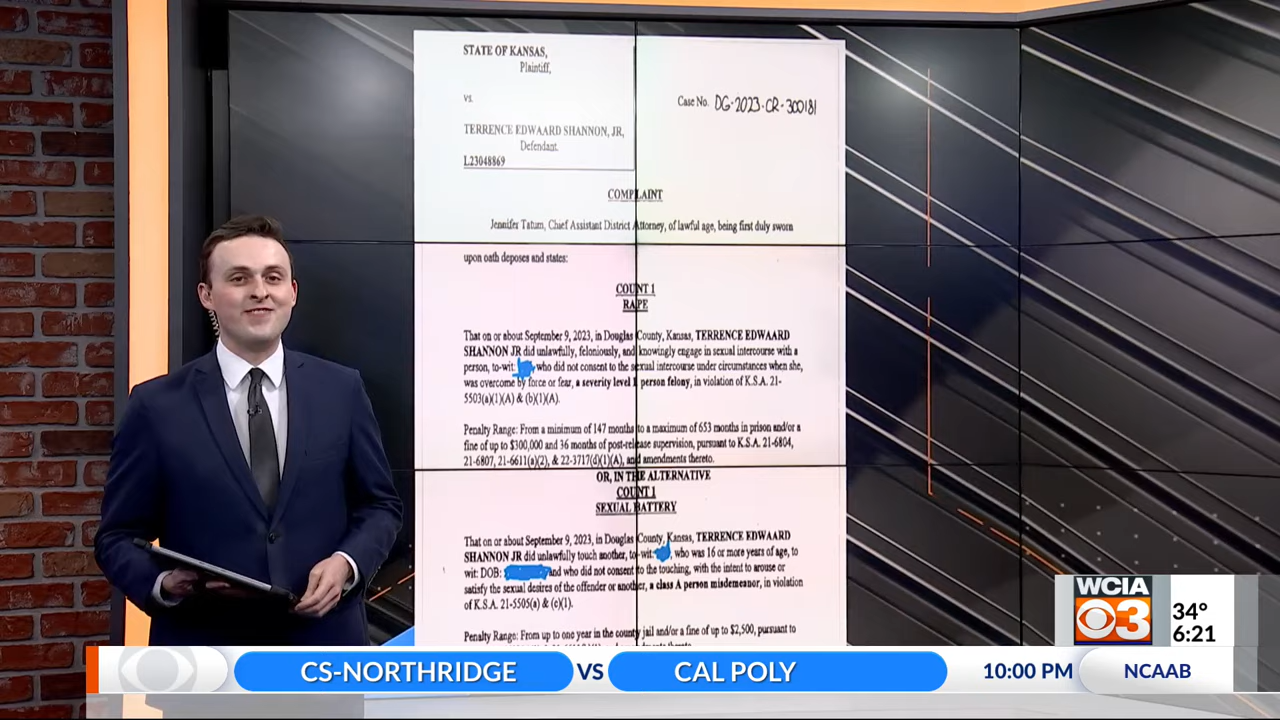 STATE OF KANSAS,
Plaintiff,
vs.
Case No. DG-2023-CR-300181
TERRENCE EDWAARD SHANNON, JR,
Defendant.
L23048869
COMPLAINT
Jennifer Tatum, Chief Assistant District Attorney, of lawful age, being first duly sworn
upon oath deposes and states:
COUNT 1
RAPE
That on or about September 9, 2023, in Douglas County, Kansas, TERRENCE EDWAARD
SHANNON JR did unlawfully, feloniously, and knowingly engage in sexual intercourse with a
person, to-wit: who did not consent to the sexual intercourse under circumstances when she,
was overcome by force or fear, a severity level 1 person felony, in violation of K.S.A. 21-
5503(a)(1)(A) & (b)(1)(A).
Penalty Range: From a minimum of 147 months to a maximum of 653 months in prison and/or a
fine of up to $300,000 and 36 months of post-release supervision, pursuant to K.S.A. 21-6804,
21-6807, 21-6611(a)(2), & 22-3717(d)(1)(A), and amendments thereto.
OR, IN THE ALTERNATIVE
COUNT 1
SEXUAL BATTERY
That on or about September 9, 2023, in Douglas County, Kansas, TERRENCE EDWAARD
SHANNON JR did unlawfully touch another, to-wit: , who was 16 or more years of age, to
wit: DOB: and who did not consent to the touching, with the intent to arouse or
satisfy the sexual desires of the offender or another, a class A person misdemeanor, in violation
of K.S.A. 21-5505(a) & (c)(1).
Penalty Range: From up to one year in the county jail and/or a fine of up to $2,500, pursuant to
WCIA
3
34°
6:21
CS-NORTHRIDGE VS CAL POLY 10:00 PM NCAAB